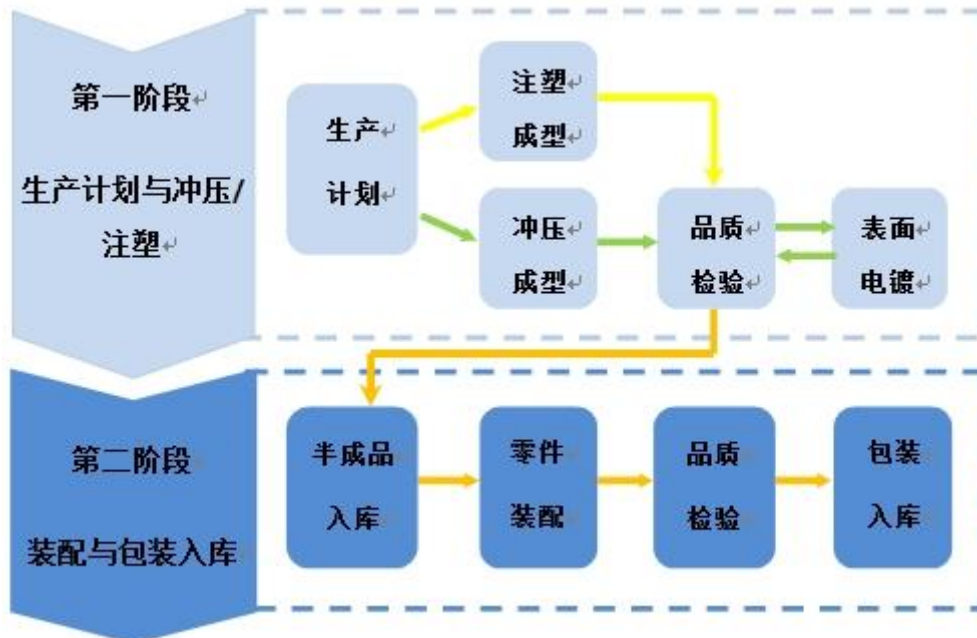 第一阶段
生产计划与冲压/
注塑
生产
计划
注塑
成型
冲压
成型
品质
检验
表面
电镀
第二阶段
装配与包装入库
半成品
入库
零件
装配
品质
检验
包装
入库